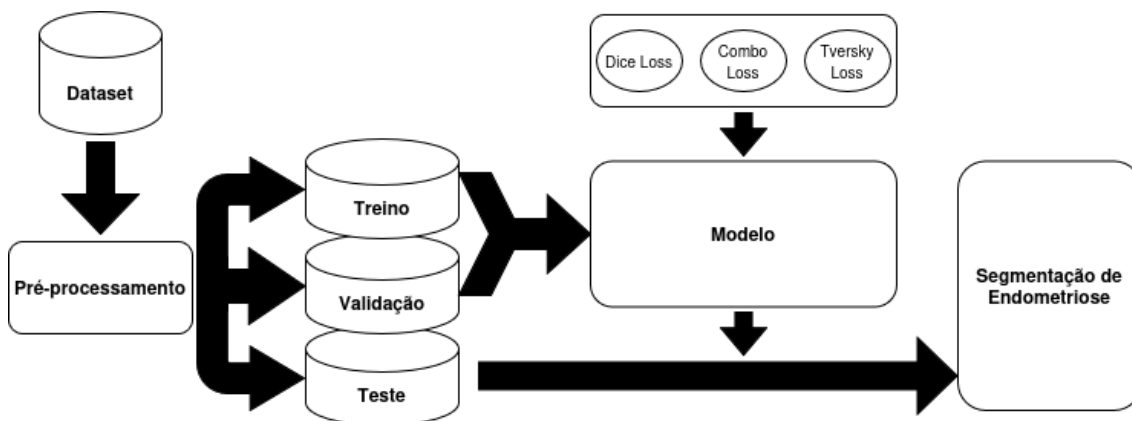 Dataset
Pré-processamento
Treino
Validação
Teste
Dice Loss
Combo
Loss
Tversky
Loss
Modelo
Segmentação de
Endometriose